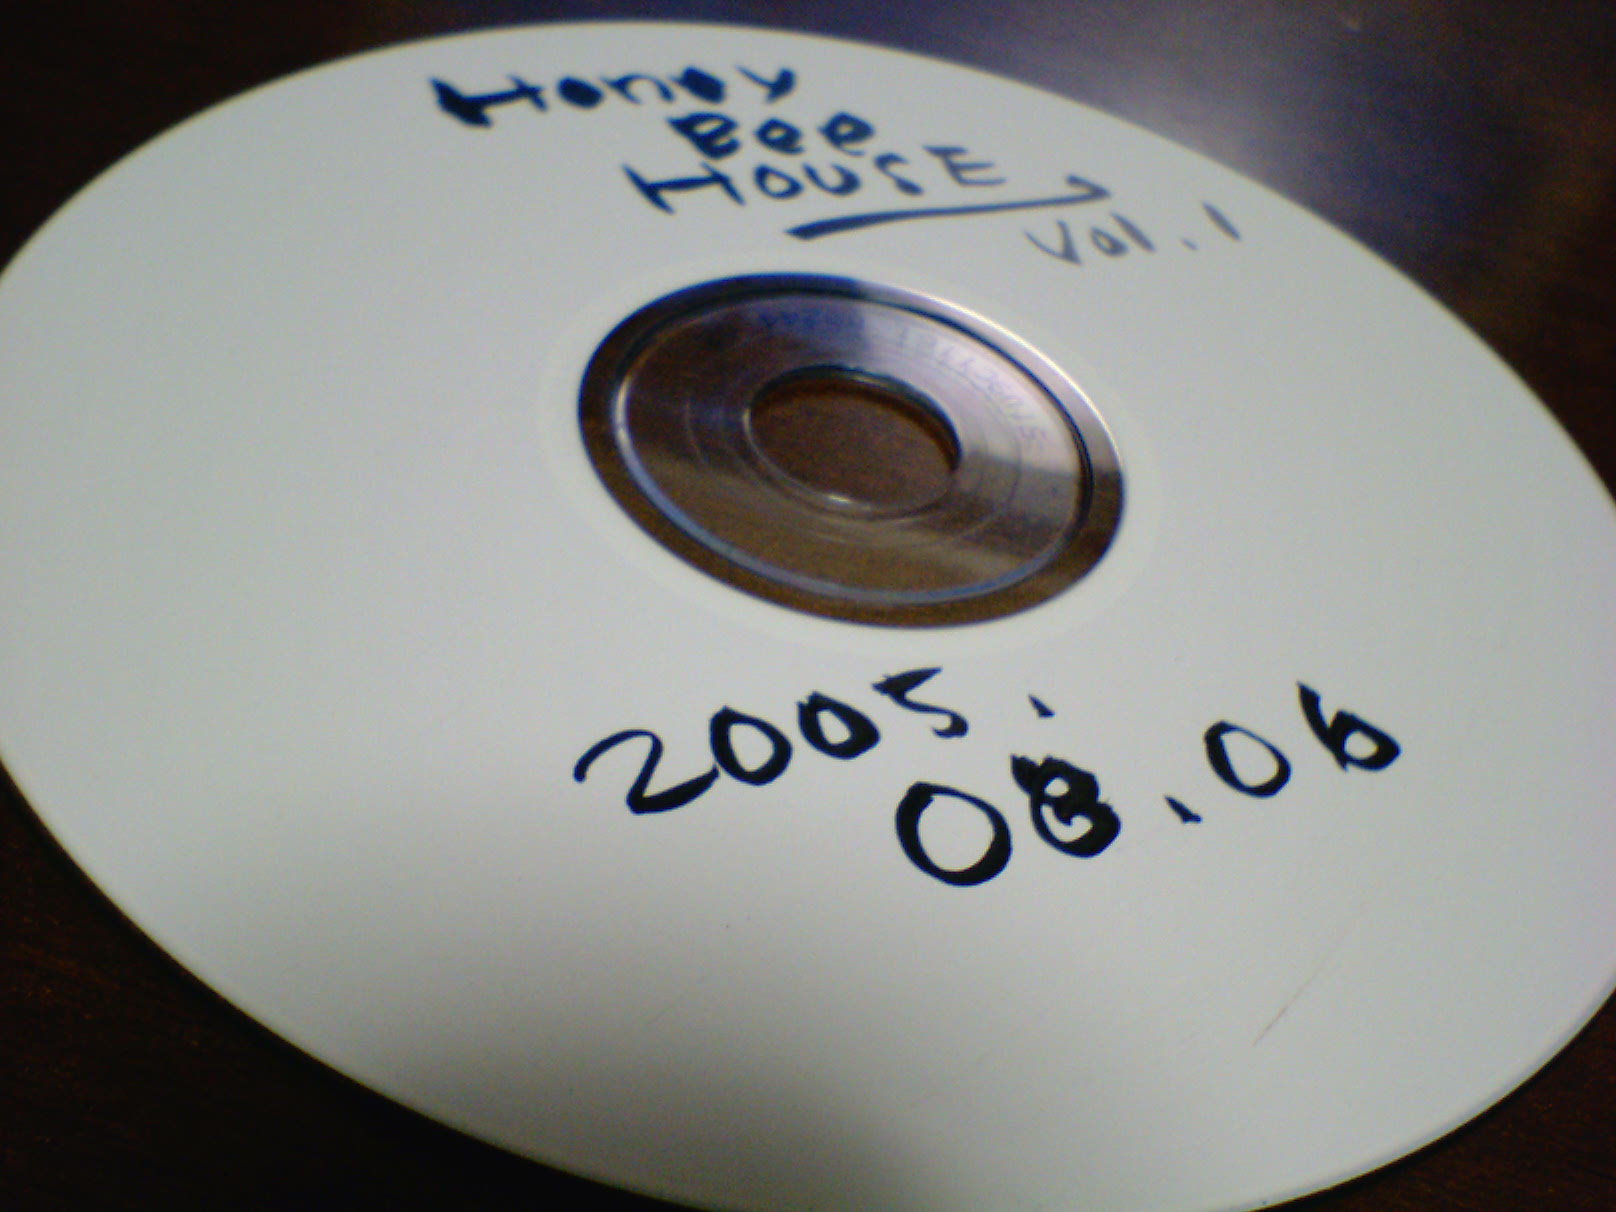 Honey
Bee
HOUSE
Vol.1
2005.
08.06